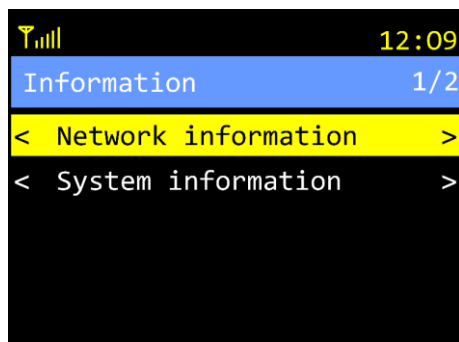 12:09
Information 1/2
< Network information >
< System information >